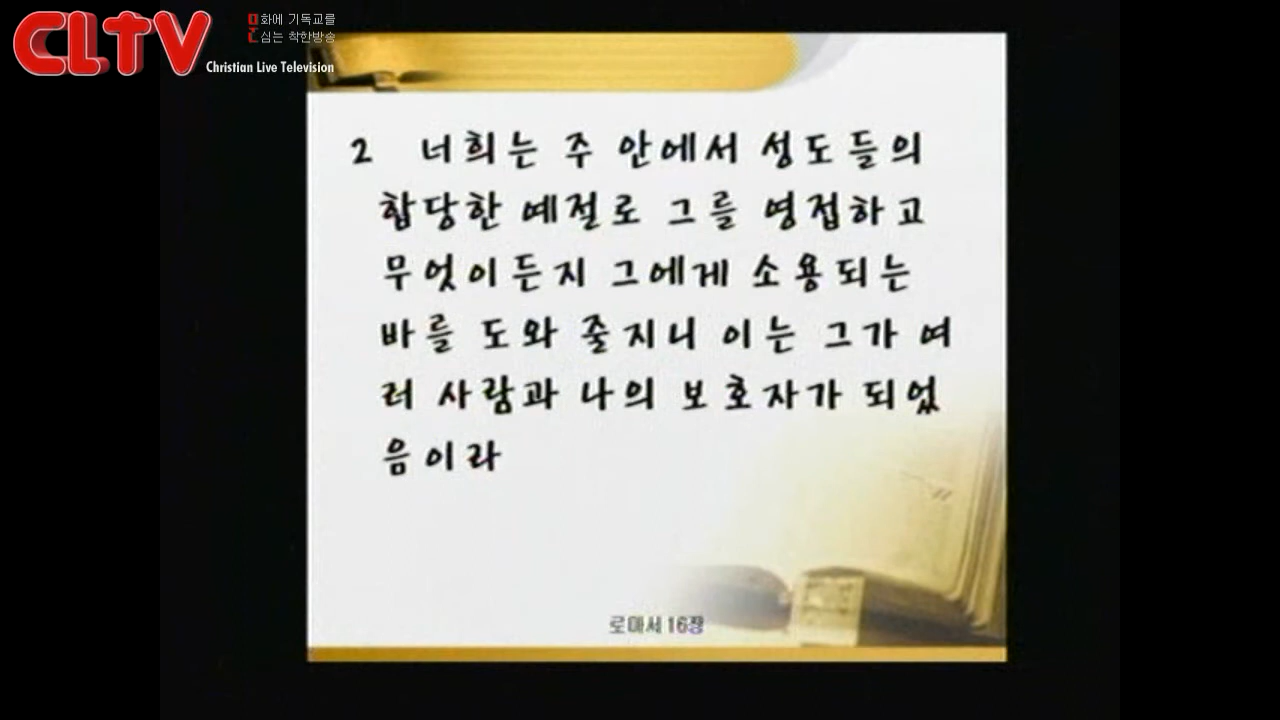 CLTV
문화에 기독교를
심는 착한방송
Christian Live Television
2 너희는 주 안에서 성도들의
합당한 예절로 그를 영접하고
무엇이든지 그에게 소용되는
바를 도와 줄지니 이는 그가 여
러 사람과 나의 보호자가 되었
음이라
로마서 16장